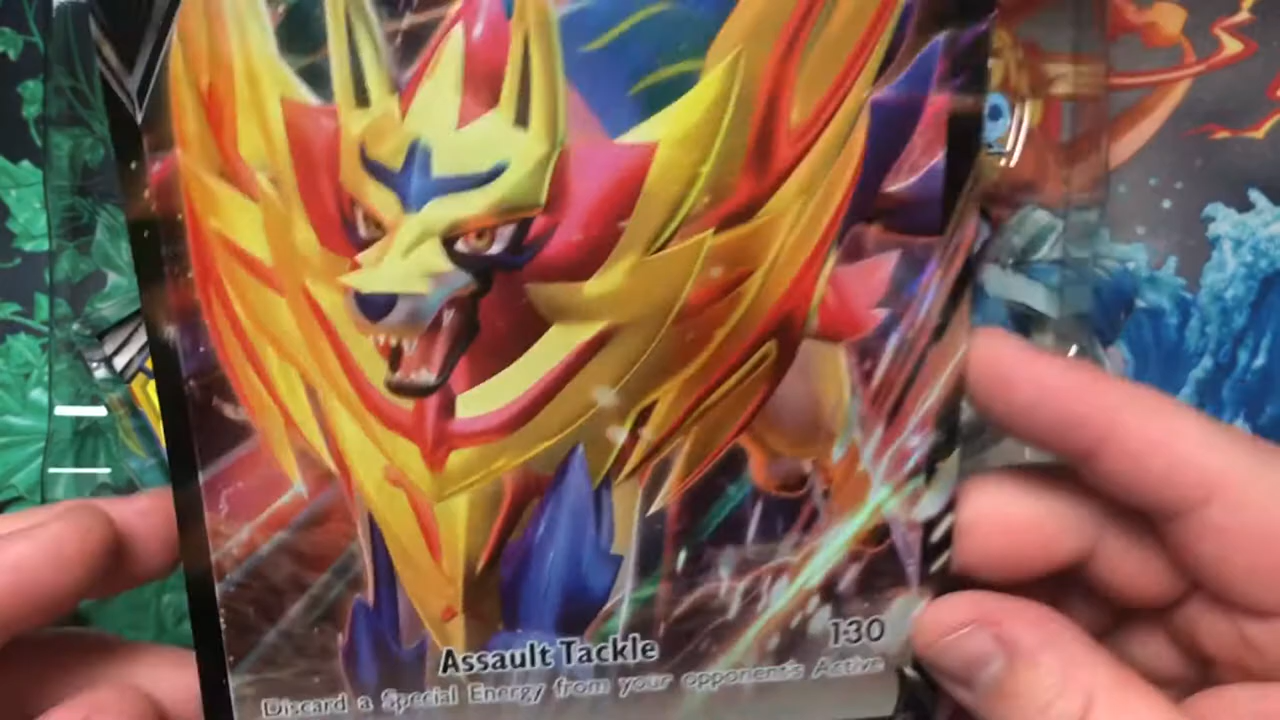 Assault Tackle 130
Discard a Special Energy from your opponent's Active